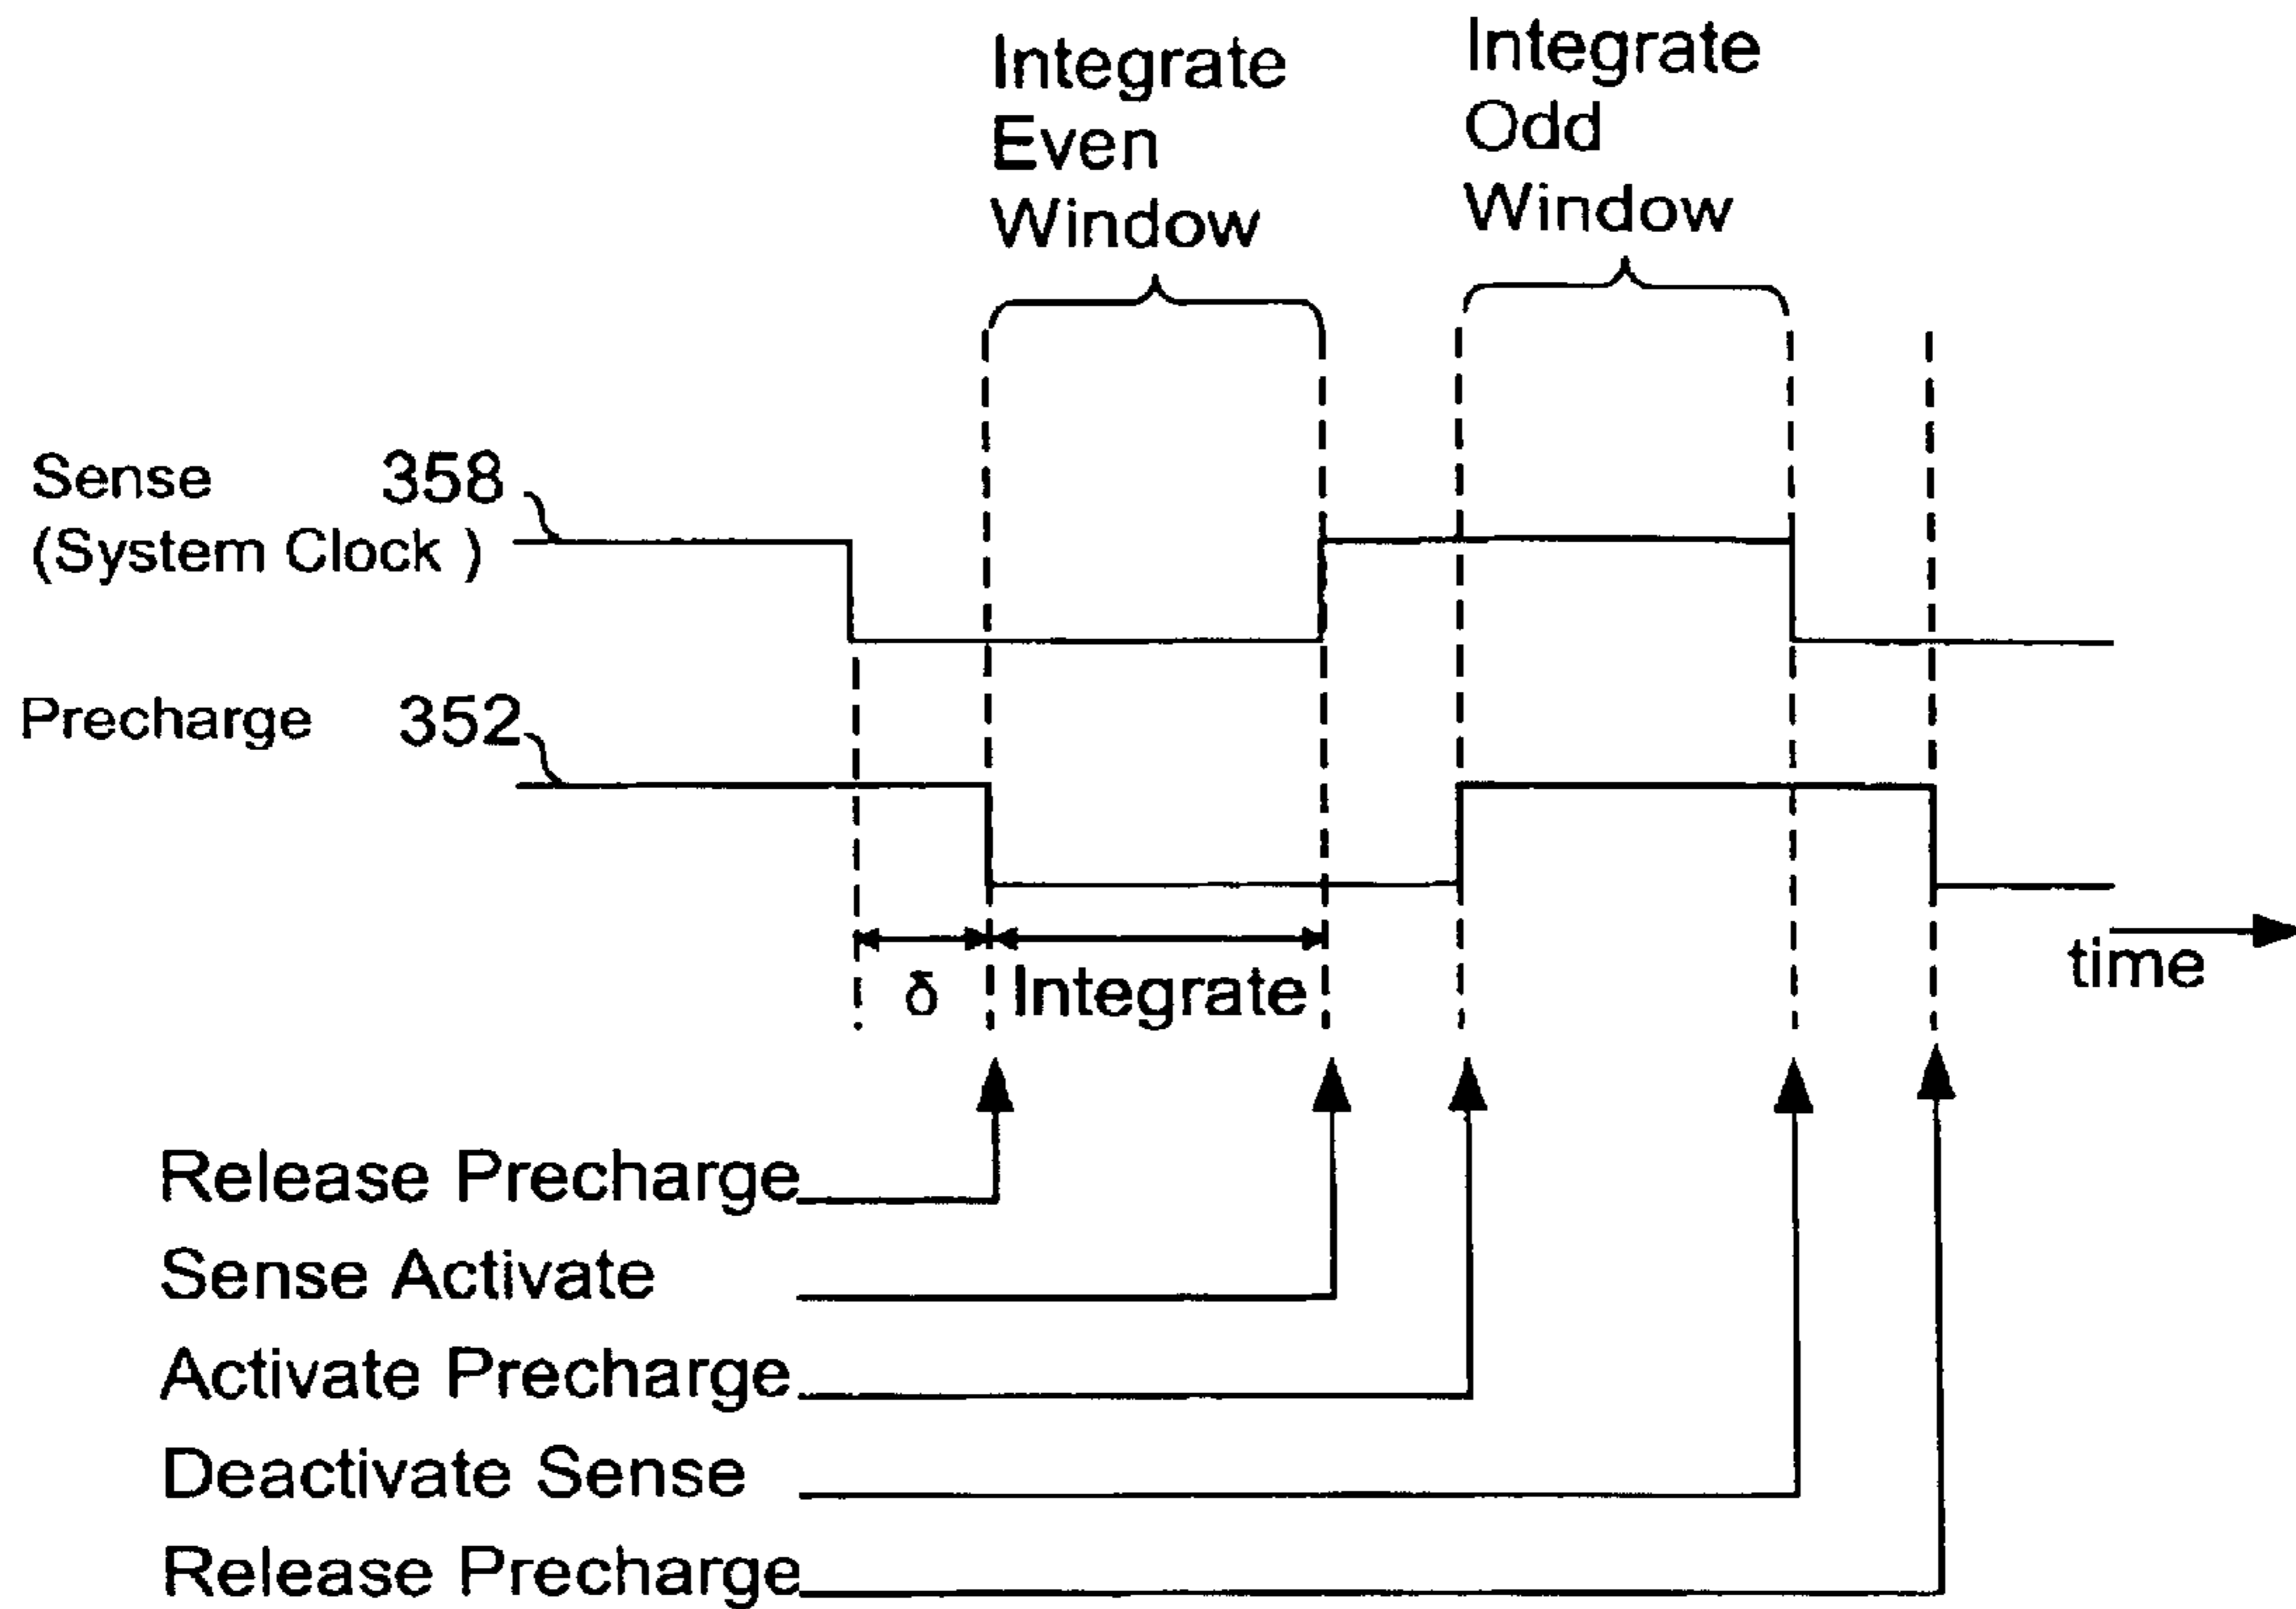 Integrate
Even
Window
Integrate
Odd
Window
Sense 358
(System Clock )
Precharge 352
δ Integrate
time
Release Precharge
Sense Activate
Activate Precharge
Deactivate Sense
Release Precharge